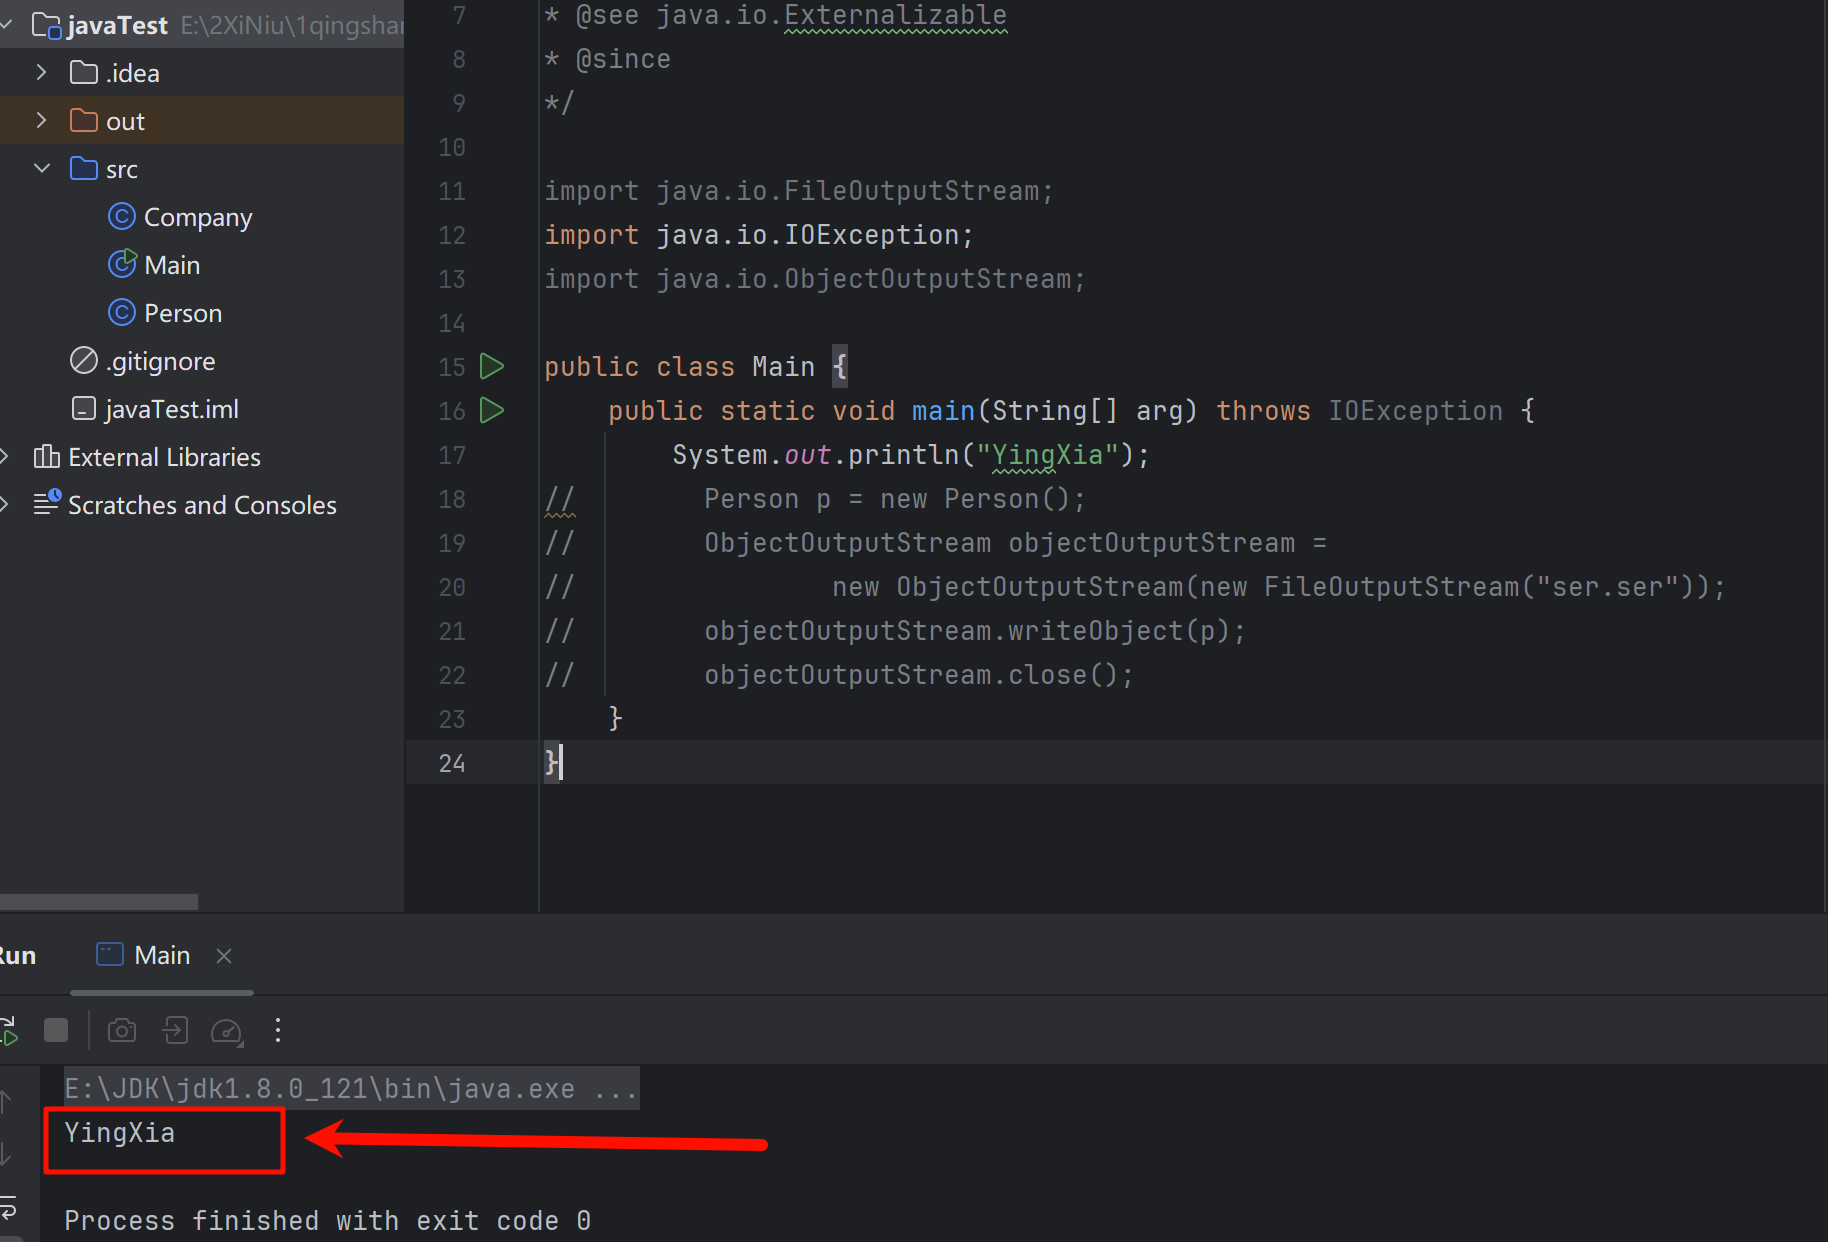 javaTest E:\2XiNiu\1qingshar
.idea
out
src
Company
Main
Person
.gitignore
javaTest.iml
External Libraries
Scratches and Consoles
7 * @see java.io.Externalizable
8 * @since
9 */
10
11 import java.io.FileOutputStream;
12 import java.io.IOException;
13 import java.io.ObjectOutputStream;
14
15 public class Main {
16 public static void main(String[] arg) throws IOException {
17 System.out.println("YingXia");
18 // Person p = new Person();
19 // ObjectOutputStream objectOutputStream =
20 // new ObjectOutputStream(new FileOutputStream("ser.ser"));
21 // objectOutputStream.writeObject(p);
22 // objectOutputStream.close();
23 }
24 }
Run Main
E:\JDK\jdk1.8.0_121\bin\java.exe ...
YingXia
Process finished with exit code 0